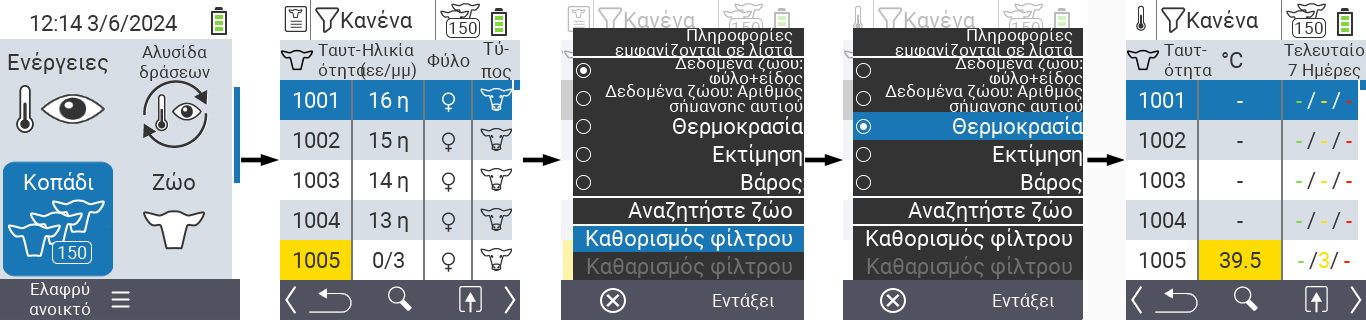 12:14 3/6/2024
Ενέργειες
Αλυσίδα
δράσεων
Κοπάδι
150
Ζώο
Ελαφρύ
ανοικτό
Κανένα
150
Ταυτ-
ότητα
Ηλικία
(εε/μμ)
Φύλο
Τύ-
πος
1001 16 η
1002 15 η
1003 14 η
1004 13 η
1005 0/3
Κανένα
150
Πληροφορίες
εμφανίζονται σε λίστα
Δεδομένα ζώου:
φύλο+είδος
Δεδομένα ζώου: Αριθμός
σήμανσης αυτιού
Θερμοκρασία
Εκτίμηση
Βάρος
Αναζητήστε ζώο
Καθορισμός φίλτρου
Καθαρισμός φίλτρου
Εντάξει
Κανένα
150
Πληροφορίες
εμφανίζονται σε λίστα
Δεδομένα ζώου:
φύλο+είδος
Δεδομένα ζώου: Αριθμός
σήμανσης αυτιού
Θερμοκρασία
Εκτίμηση
Βάρος
Αναζητήστε ζώο
Καθορισμός φίλτρου
Καθαρισμός φίλτρου
Εντάξει
Κανένα
150
Ταυτ-
ότητα
°C
Τελευταίο
7 Ημέρες
1001 - -/-/-
1002 - -/-/-
1003 - -/-/-
1004 - -/-/-
1005 39.5 -/3/-